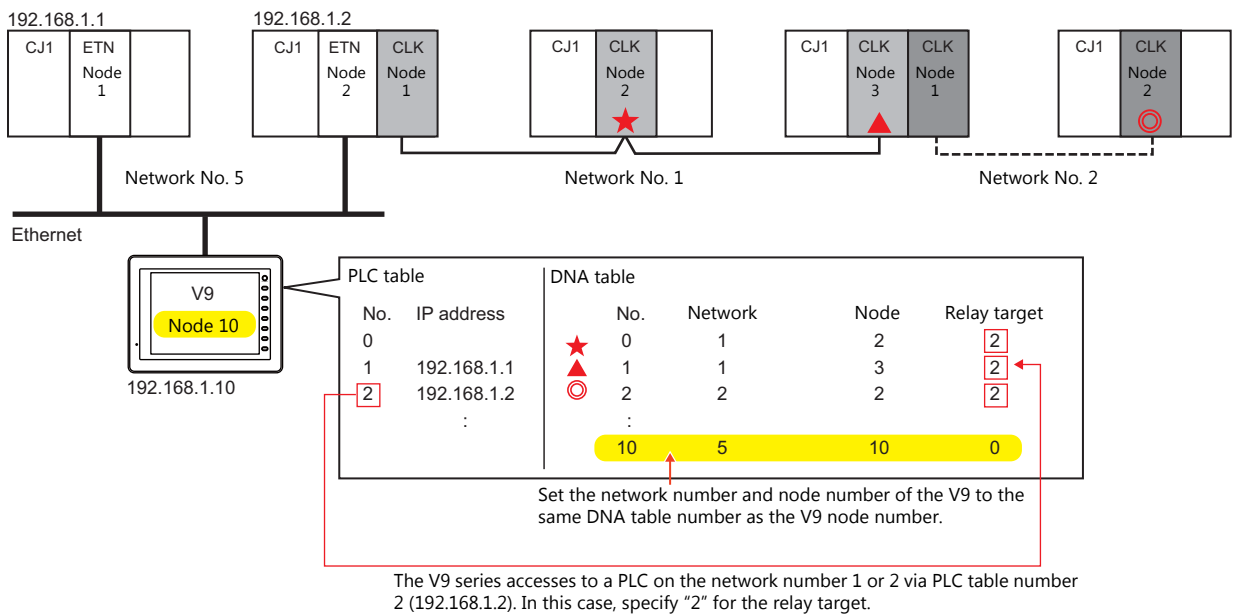 192.168.1.1 192.168.1.2
CJ1 ETN CJ1 ETN CLK CJ1 CLK CJ1 CLK CLK CJ1 CLK
Node Node Node Node Node Node Node
1 2 1 2 3 1 2
Network No. 5 Network No. 1 Network No. 2
Ethernet
V9
Node 10
192.168.1.10
PLC table
No. IP address
0
1 192.168.1.1
2 192.168.1.2
:
DNA table
No. Network Node Relay target
0 1 2 2
1 1 3 2
2 2 2 2
:
10 5 10 0
Set the network number and node number of the V9 to the
same DNA table number as the V9 node number.
The V9 series accesses to a PLC on the network number 1 or 2 via PLC table number
2 (192.168.1.2). In this case, specify “2” for the relay target.